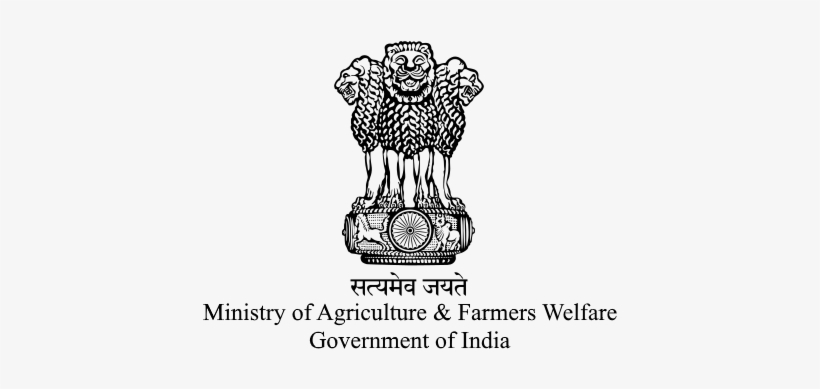 सत्यमेव जयते
Ministry of Agriculture & Farmers Welfare
Government of India